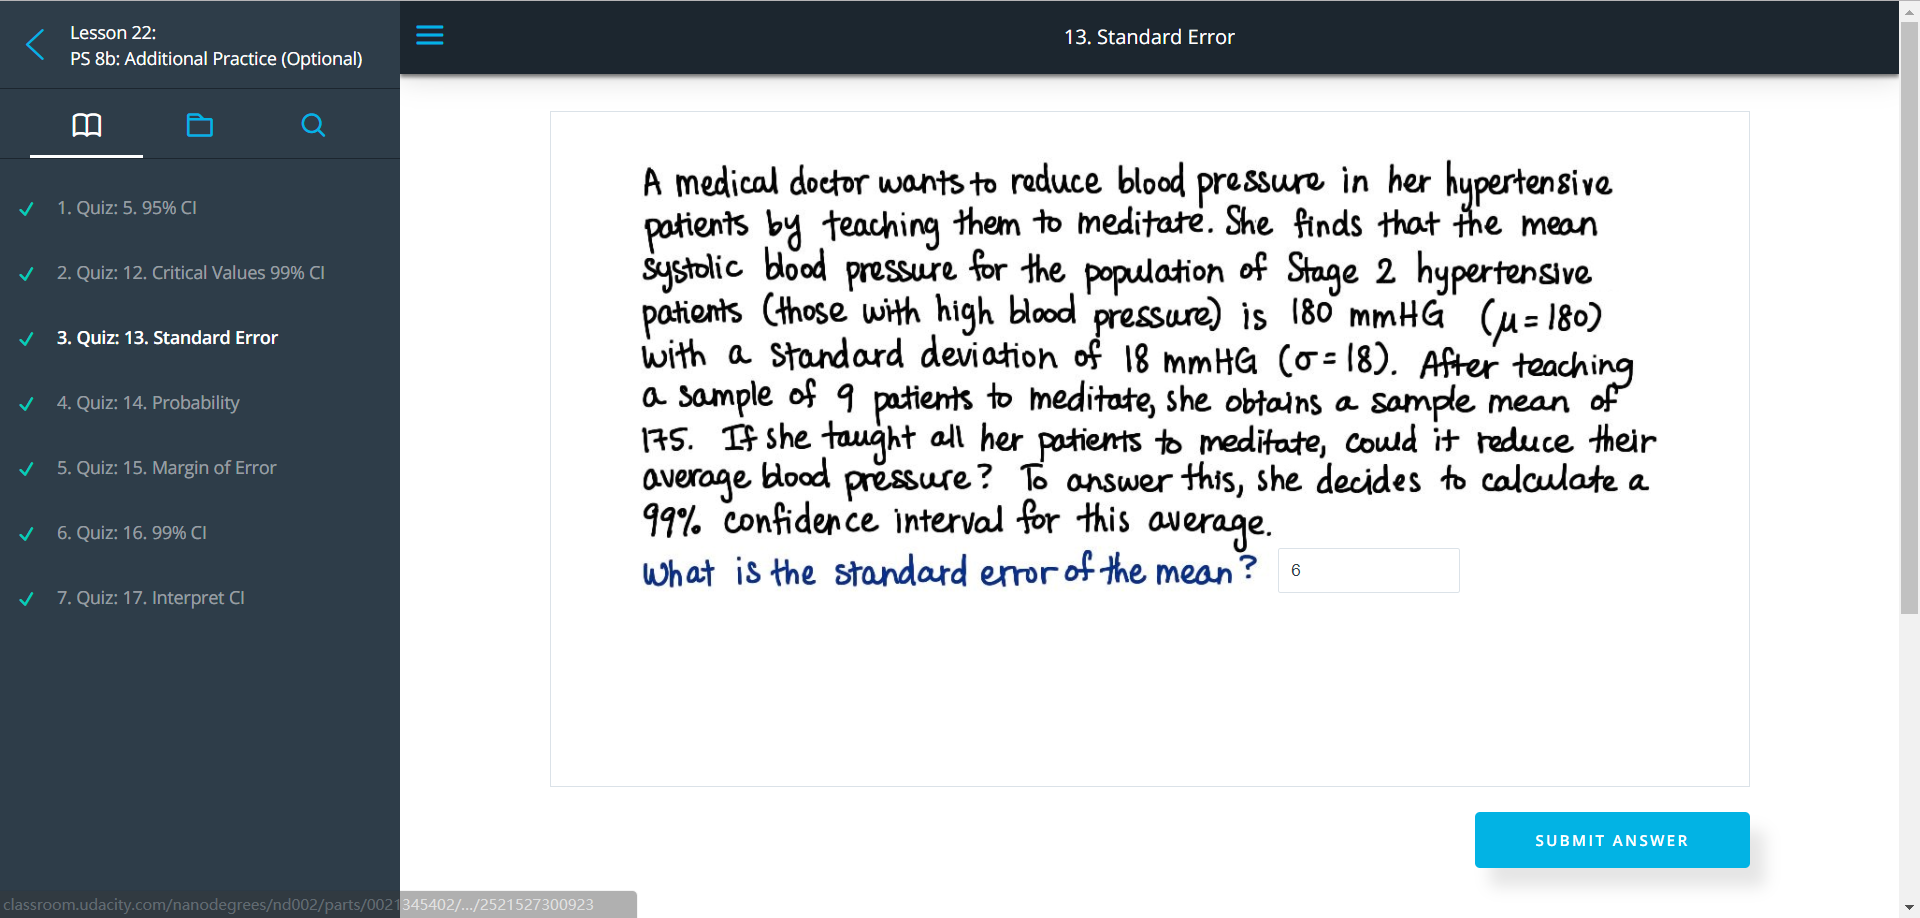 Lesson 22:
PS 8b: Additional Practice (Optional)
13. Standard Error
1. Quiz: 5. 95% CI
2. Quiz: 12. Critical Values 99% CI
3. Quiz: 13. Standard Error
4. Quiz: 14. Probability
5. Quiz: 15. Margin of Error
6. Quiz: 16. 99% CI
7. Quiz: 17. Interpret CI
A medical doctor wants to reduce blood pressure in her hypertensive
patients by teaching them to meditate. She finds that the mean
systolic blood pressure for the population of Stage 2 hypertensive
patients (those with high blood pressure) is 180 mmHG (μ = 180)
with a standard deviation of 18 mmHG (σ = 18). After teaching
a sample of 9 patients to meditate, she obtains a sample mean of
175. If she taught all her patients to meditate, could it reduce their
average blood pressure? To answer this, she decides to calculate a
99% confidence interval for this average.
What is the standard error of the mean? 6
SUBMIT ANSWER
classroom.udacity.com/nanodegrees/nd002/parts/0021345402/.../2521527300923